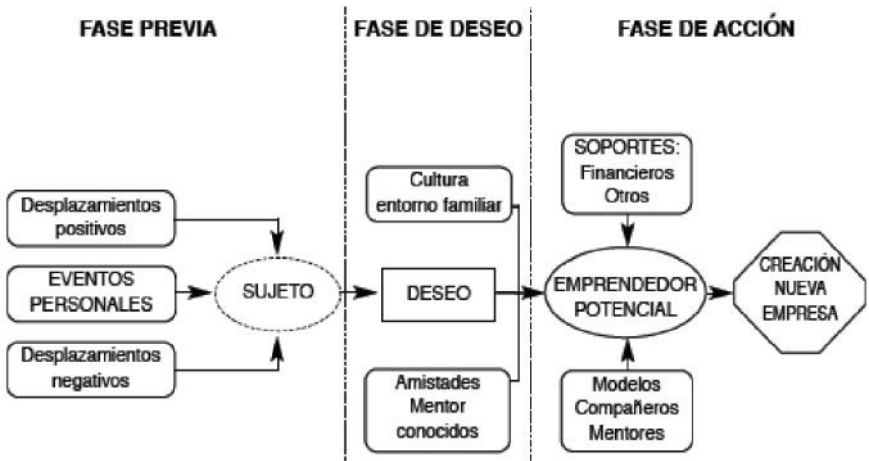 FASE PREVIA
FASE DE DESEO
FASE DE ACCIÓN
Desplazamientos
positivos
EVENTOS
PERSONALES
Desplazamientos
negativos
SUJETO
Cultura
entorno familiar
DESEO
Amistades
Mentor
conocidos
SOPORTES:
Financieros
Otros
EMPRENDEDOR
POTENCIAL
Modelos
Compañeros
Mentores
CREACIÓN
NUEVA
EMPRESA